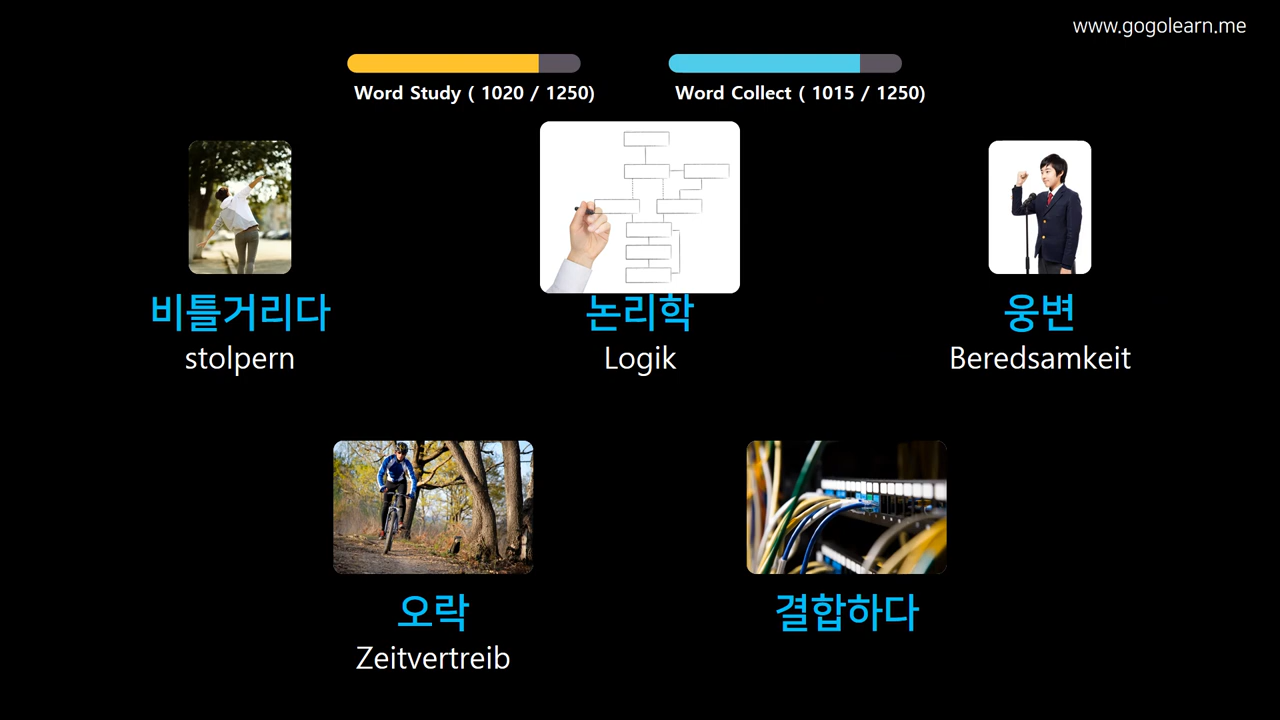 www.gogolearn.me
Word Study ( 1020 / 1250)
Word Collect ( 1015 / 1250)
비틀거리다
stolpern
논리학
Logik
웅변
Beredsamkeit
오락
Zeitvertreib
결합하다